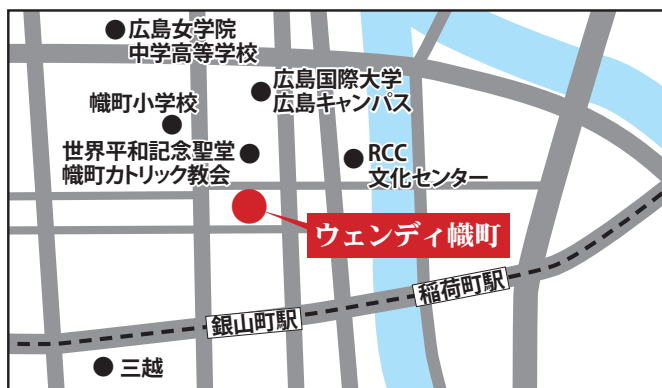 広島女学院
中学高等学校
広島国際大学
広島キャンパス
幟町小学校
世界平和記念聖堂
幟町カトリック教会
RCC
文化センター
ウェンディ幟町
稲荷町駅
銀山町駅
三越